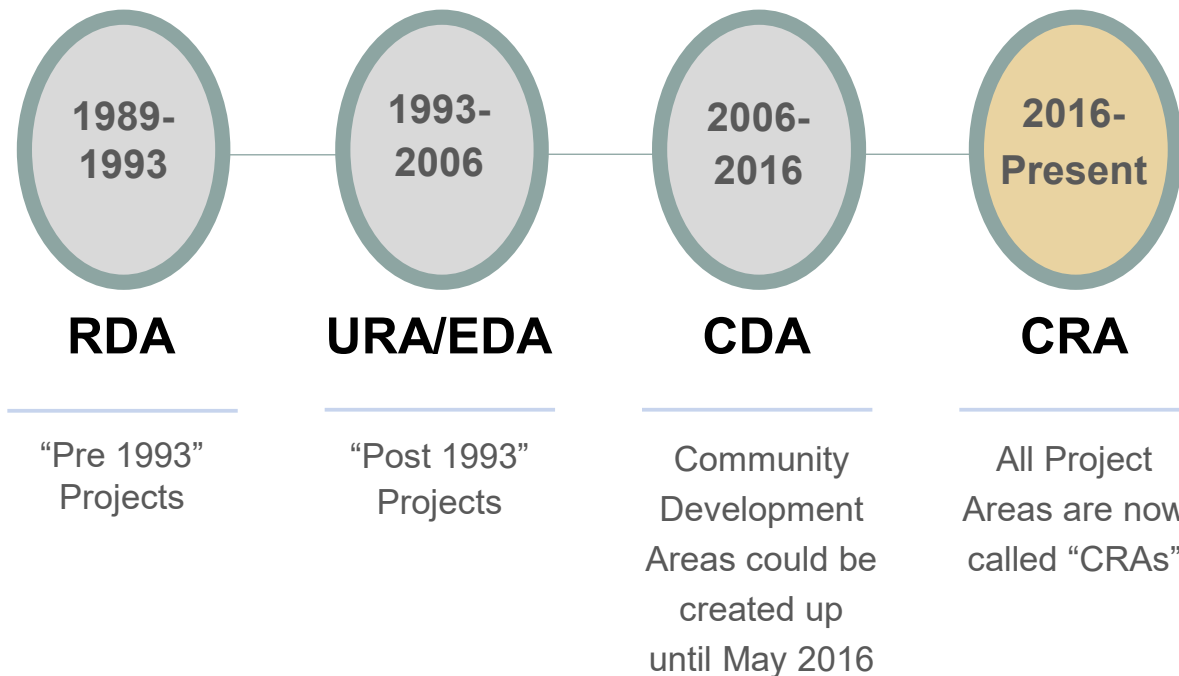 1989-
1993
RDA
“Pre 1993”
Projects
1993-
2006
URA/EDA
“Post 1993”
Projects
2006-
2016
CDA
Community
Development
Areas could be
created up
until May 2016
2016-
Present
CRA
All Project
Areas are now
called “CRAs”